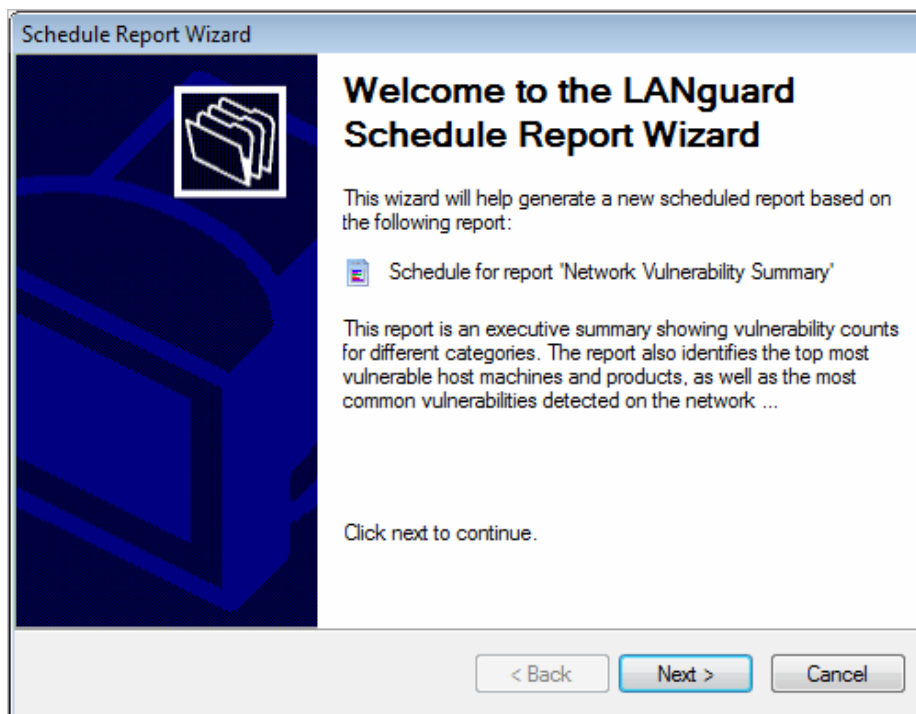 Schedule Report Wizard
Welcome to the LANguard
Schedule Report Wizard
This wizard will help generate a new scheduled report based on
the following report:
Schedule for report 'Network Vulnerability Summary'
This report is an executive summary showing vulnerability counts
for different categories. The report also identifies the top most
vulnerable host machines and products, as well as the most
common vulnerabilities detected on the network ...
Click next to continue.
< Back
Next >
Cancel